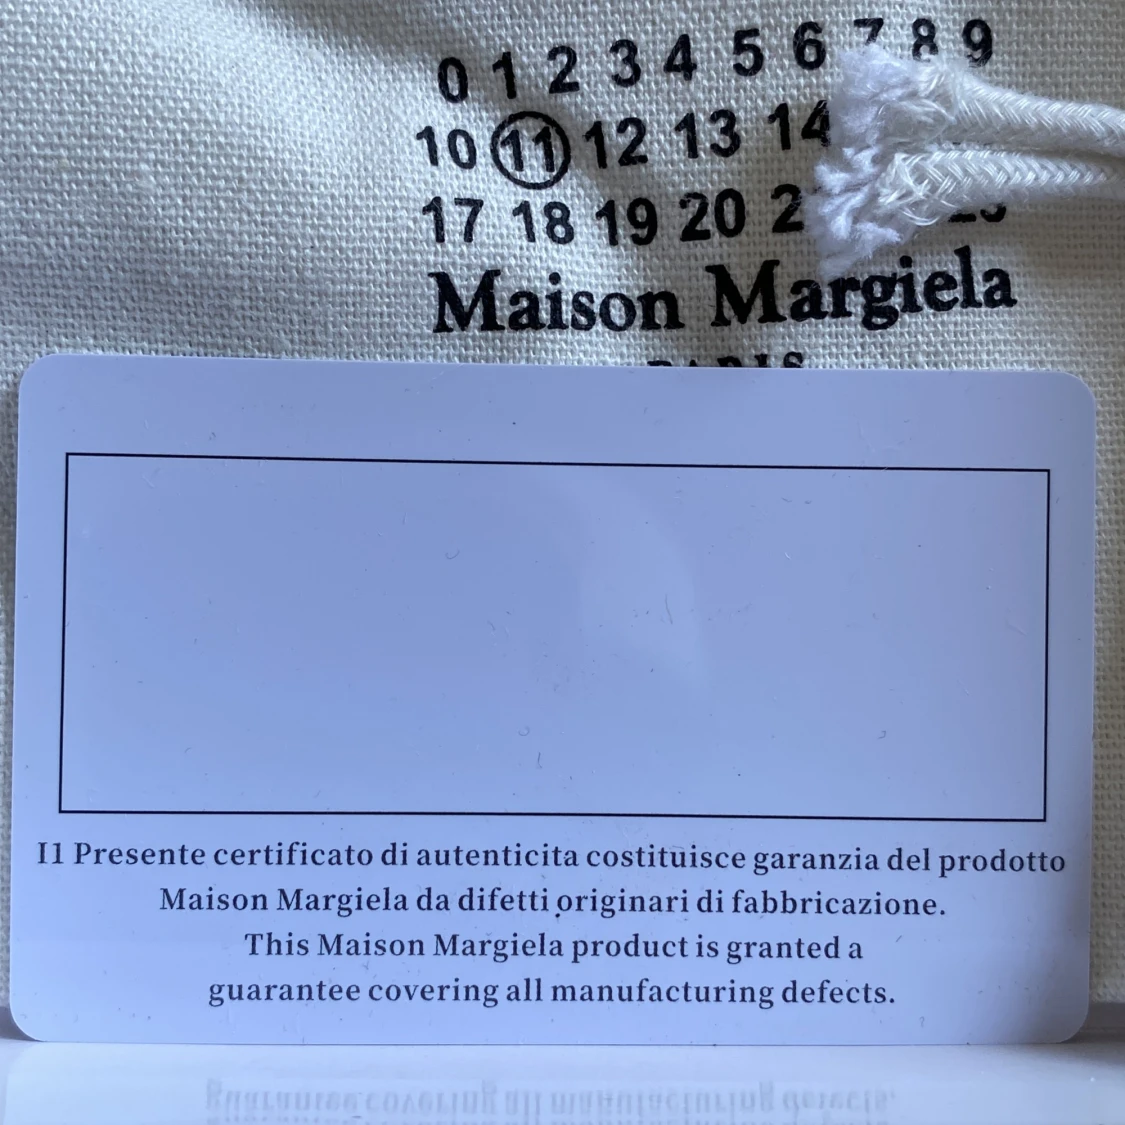 0 1 2 3 4 5 6 7 8 9
10 11 12 13 14
17 18 19 20
Maison Margiela
PARIS
I1 Presente certificato di autenticita costituisce garanzia del prodotto
Maison Margiela da difetti originari di fabbricazione.
This Maison Margiela product is granted a
guarantee covering all manufacturing defects.